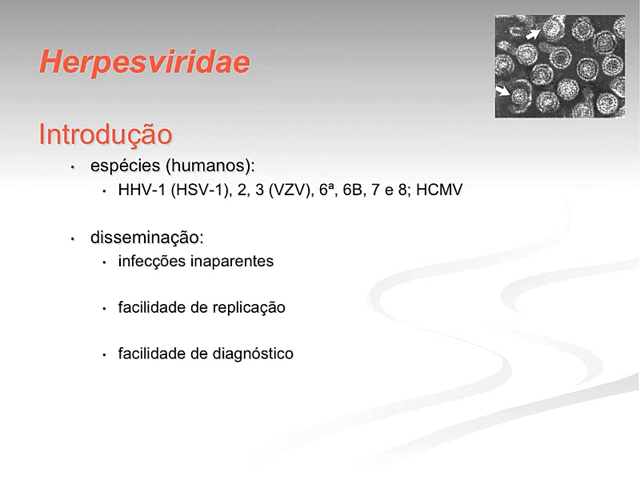 Herpesviridae
Introdução
• espécies (humanos):
• HHV-1 (HSV-1), 2, 3 (VZV), 6ª, 6B, 7 e 8; HCMV
• disseminação:
• infecções inaparentes
• facilidade de replicação
• facilidade de diagnóstico